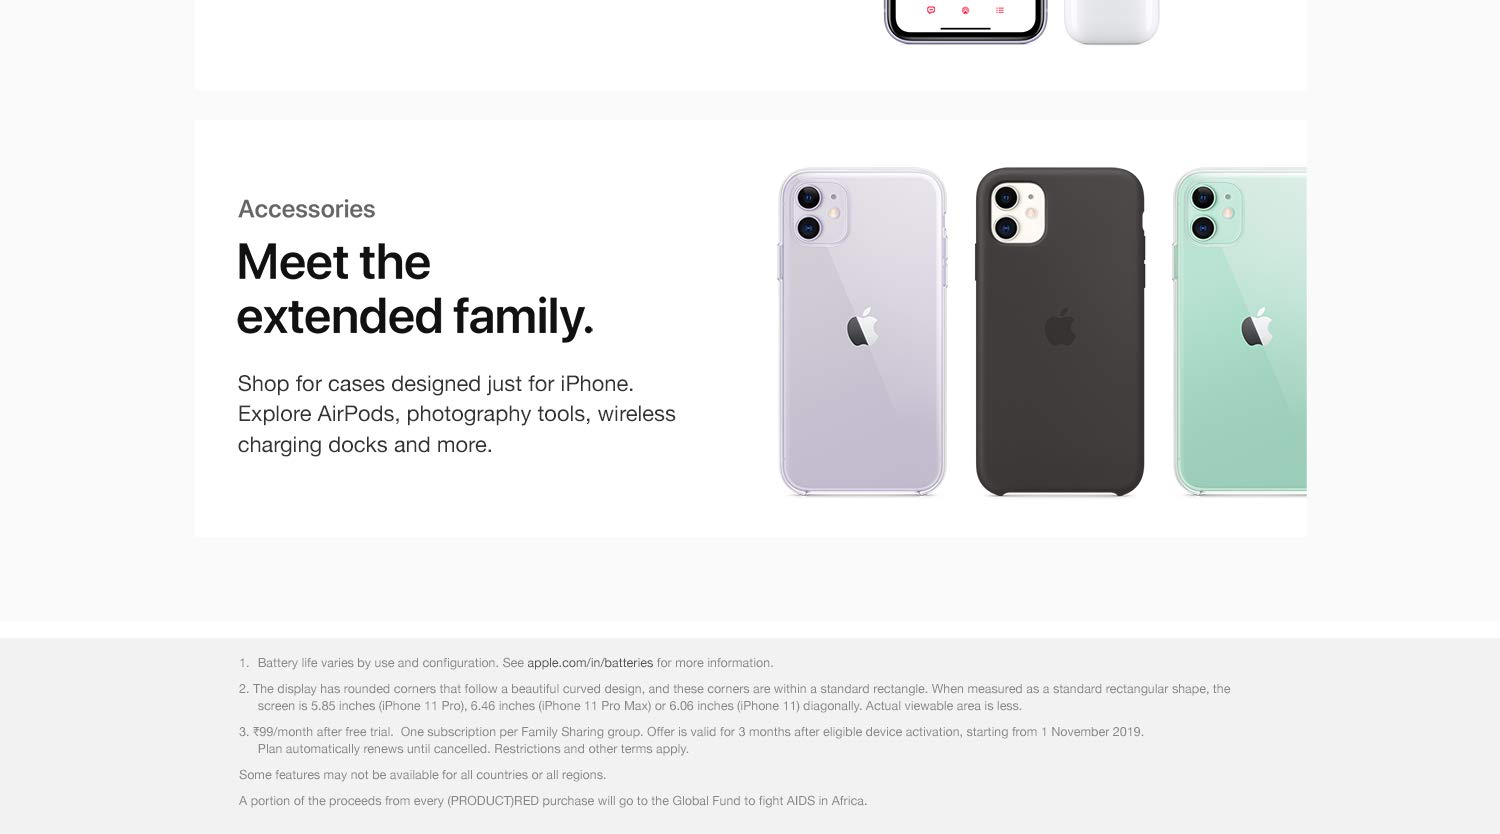 Accessories
Meet the
extended family.
Shop for cases designed just for iPhone.
Explore AirPods, photography tools, wireless
charging docks and more.
1. Battery life varies by use and configuration. See apple.com/in/batteries for more information.
2. The display has rounded corners that follow a beautiful curved design, and these corners are within a standard rectangle. When measured as a standard rectangular shape, the
screen is 5.85 inches (iPhone 11 Pro), 6.46 inches (iPhone 11 Pro Max) or 6.06 inches (iPhone 11) diagonally. Actual viewable area is less.
3. ₹99/month after free trial. One subscription per Family Sharing group. Offer is valid for 3 months after eligible device activation, starting from 1 November 2019.
Plan automatically renews until cancelled. Restrictions and other terms apply.
Some features may not be available for all countries or all regions.
A portion of the proceeds from every (PRODUCT)RED purchase will go to the Global Fund to fight AIDS in Africa.